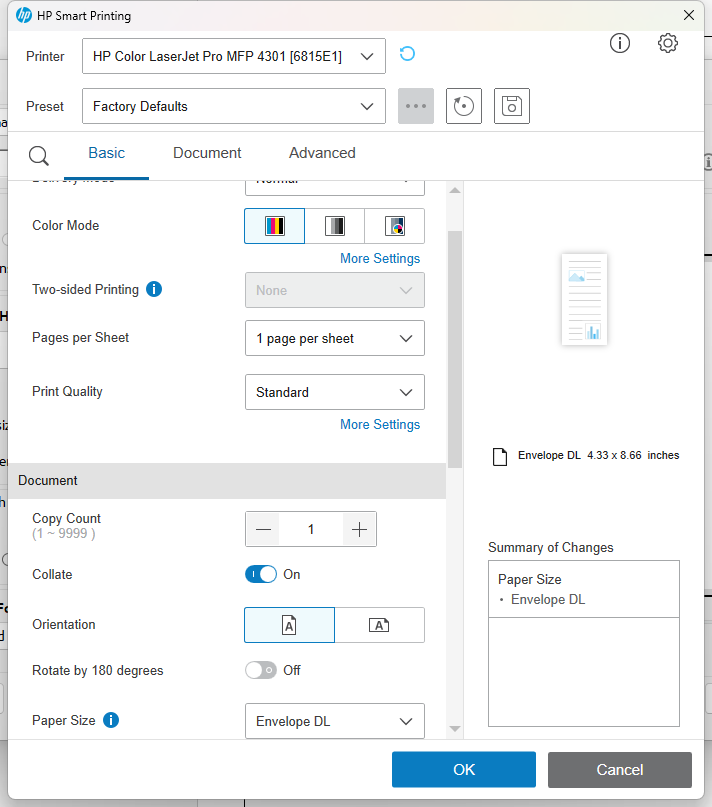 HP Smart Printing
Printer
HP Color LaserJet Pro MFP 4301 [6815E1]
Preset
Factory Defaults
Basic
Document
Advanced
Delivery Mode
Normal
Color Mode
More Settings
Two-sided Printing
None
Pages per Sheet
1 page per sheet
Print Quality
Standard
More Settings
Envelope DL 4.33 x 8.66 inches
Document
Copy Count
(1 ~ 9999 )
1
Collate
On
Orientation
Rotate by 180 degrees
Off
Paper Size
Envelope DL
Summary of Changes
Paper Size
• Envelope DL
OK
Cancel